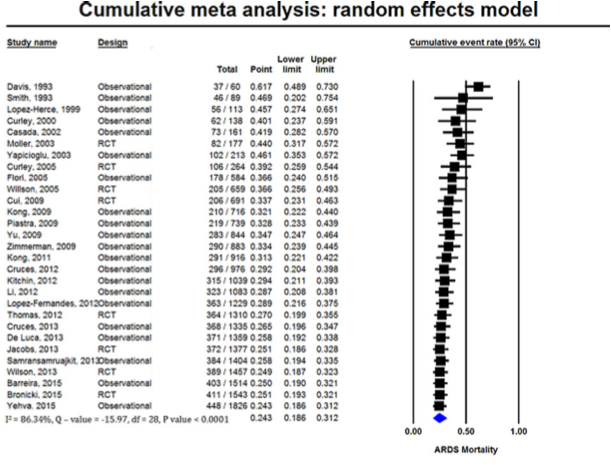 Cumulative meta analysis: random effects model
Study name Design Cumulative event rate (95% CI)
Lower Upper
Total Point limit limit
Davis, 1993 Observational 37 / 60 0.617 0.489 0.730
Smith, 1993 Observational 46 / 89 0.469 0.202 0.754
Lopez-Herce, 1999 Observational 56 / 113 0.457 0.274 0.651
Curley, 2000 Observational 62 / 138 0.401 0.237 0.591
Casada, 2002 Observational 73 / 161 0.419 0.282 0.570
Moller, 2003 RCT 82 / 177 0.440 0.317 0.572
Yapicioglu, 2003 Observational 102 / 213 0.461 0.353 0.572
Curley, 2005 RCT 106 / 264 0.392 0.259 0.544
Flori, 2005 Observational 178 / 584 0.366 0.240 0.515
Willson, 2005 RCT 205 / 659 0.366 0.256 0.493
Cui, 2009 RCT 206 / 691 0.337 0.231 0.463
Kong, 2009 Observational 210 / 716 0.321 0.222 0.440
Piastra, 2009 Observational 219 / 739 0.328 0.233 0.439
Yu, 2009 Observational 283 / 844 0.347 0.247 0.464
Zimmerman, 2009 Observational 290 / 883 0.334 0.239 0.445
Kong, 2011 Observational 291 / 916 0.313 0.221 0.422
Cruces, 2012 Observational 296 / 976 0.292 0.204 0.398
Kitchin, 2012 Observational 315 / 1039 0.294 0.211 0.393
Li, 2012 Observational 323 / 1083 0.287 0.208 0.381
Lopez-Fernandes, 2012 Observational 363 / 1229 0.289 0.216 0.375
Thomas, 2012 RCT 364 / 1310 0.270 0.199 0.355
Cruces, 2013 Observational 368 / 1335 0.265 0.196 0.347
De Luca, 2013 Observational 371 / 1359 0.258 0.192 0.338
Jacobs, 2013 RCT 372 / 1377 0.251 0.186 0.328
Samransamruajkit, 2013 Observational 384 / 1404 0.258 0.194 0.335
Wilson, 2013 RCT 389 / 1457 0.249 0.187 0.323
Barreira, 2015 Observational 403 / 1514 0.250 0.190 0.321
Bronicki, 2015 RCT 411 / 1543 0.251 0.193 0.321
Yehva. 2015 Observational 448 / 1826 0.243 0.186 0.312
I² = 86.34%, Q – value = -15.97, df = 28, P value < 0.0001 0.243 0.186 0.312
0.00 0.50 1.00
ARDS Mortality